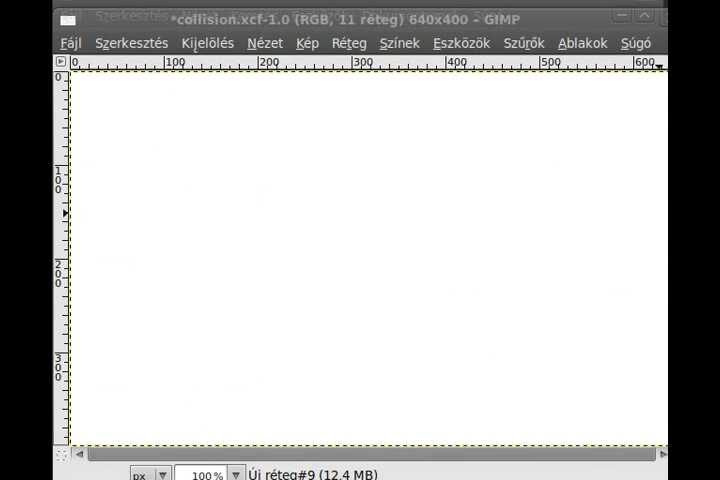 *collision.xcf-1.0 (RGB, 11 réteg) 640x400 – GIMP
Fájl Szerkesztés Kijelölés Nézet Kép Réteg Színek Eszközök Szűrők Ablakok Súgó
0 100 200 300 400 500 600
0
100
200
300
px 100% Új réteg#9 (12,4 MB)